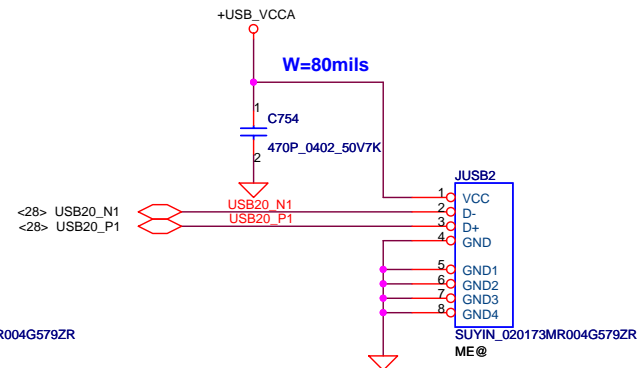 +USB_VCCA
W=80mils
1
C754
470P_0402_50V7K
2
JUSB2
<28> USB20_N1
USB20_N1
<28> USB20_P1
USB20_P1
1 VCC
2 D-
3 D+
4 GND
5 GND1
6 GND2
7 GND3
8 GND4
R004G579ZR
SUYIN_020173MR004G579ZR
ME@